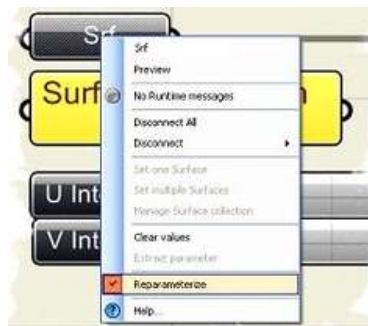 Srf
Srf
Preview
Surf
No Runtime messages
Disconnect All
Disconnect
Set one Surface
Set multiple Surfaces
Manage Surface collection
U Int
V Int
Clear values
Extract parameter
Reparameterize
Help...